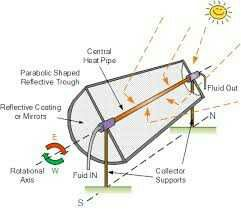 Central
Heat Pipe
Parabolic Shaped
Reflective Trough
Fluid Out
Reflective Coating
or Mirrors
N
E
W
Rotational
Axis
Fluid IN
Collector
Supports
S